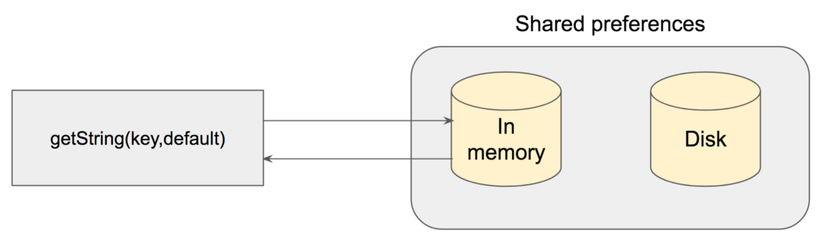 Shared preferences
getString(key,default)
In
memory
Disk